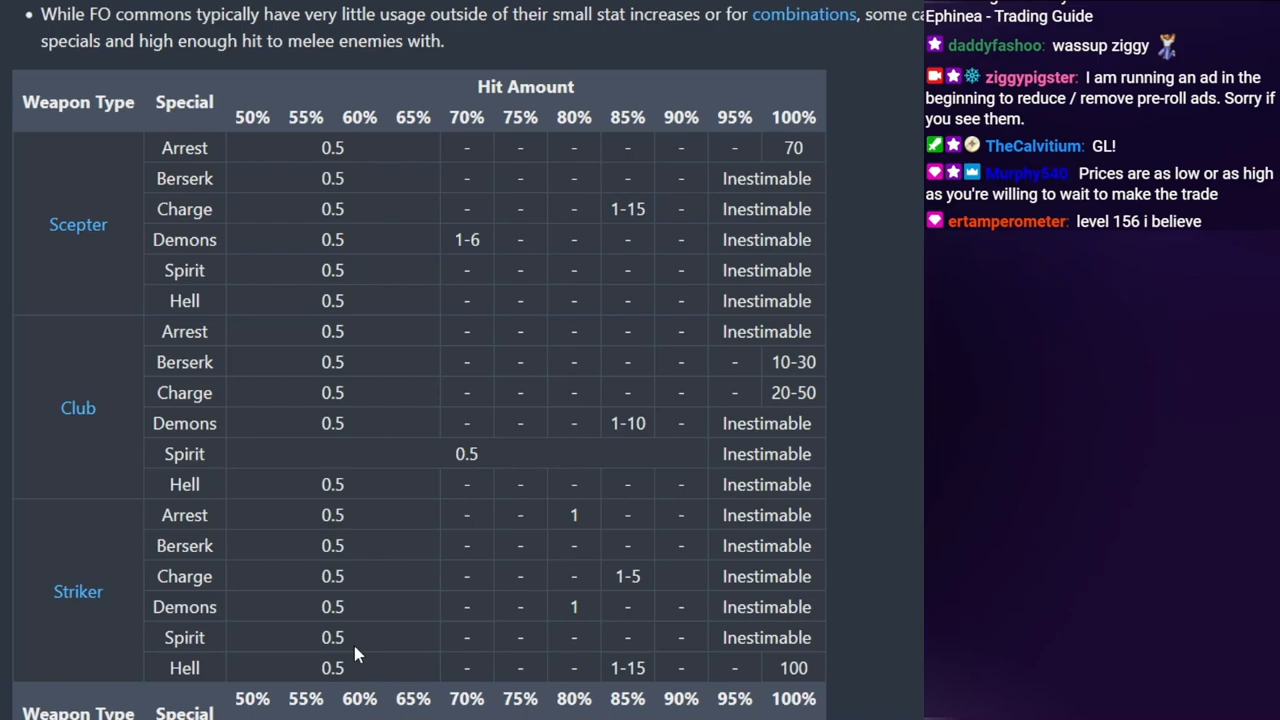 • While FO commons typically have very little usage outside of their small stat increases or for combinations, some
specials and high enough hit to melee enemies with.
Weapon Type Special Hit Amount
50% 55% 60% 65% 70% 75% 80% 85% 90% 95% 100%
Scepter
Arrest 0.5 - - - - - - 70
Berserk 0.5 - - - - - Inestimable
Charge 0.5 - - - 1-15 - Inestimable
Demons 0.5 1-6 - - - - Inestimable
Spirit 0.5 - - - - - Inestimable
Hell 0.5 - - - - - Inestimable
Club
Arrest 0.5 - - - - - Inestimable
Berserk 0.5 - - - - - - 10-30
Charge 0.5 - - - - - - 20-50
Demons 0.5 - - - 1-10 - Inestimable
Spirit 0.5 Inestimable
Hell 0.5 - - - - - Inestimable
Striker
Arrest 0.5 - - 1 - - Inestimable
Berserk 0.5 - - - - - Inestimable
Charge 0.5 - - - 1-5 Inestimable
Demons 0.5 - - 1 - - Inestimable
Spirit 0.5 - - - - - Inestimable
Hell 0.5 - - - 1-15 - - 100
Weapon Type Special
50% 55% 60% 65% 70% 75% 80% 85% 90% 95% 100%
Ephinea - Trading Guide
daddyfashoo: wassup ziggy
ziggypigster: I am running an ad in the
beginning to reduce / remove pre-roll ads. Sorry if
you see them.
TheCalvitium: GL!
Murphy540: Prices are as low or as high
as you're willing to wait to make the trade
ertamperometer: level 156 i believe